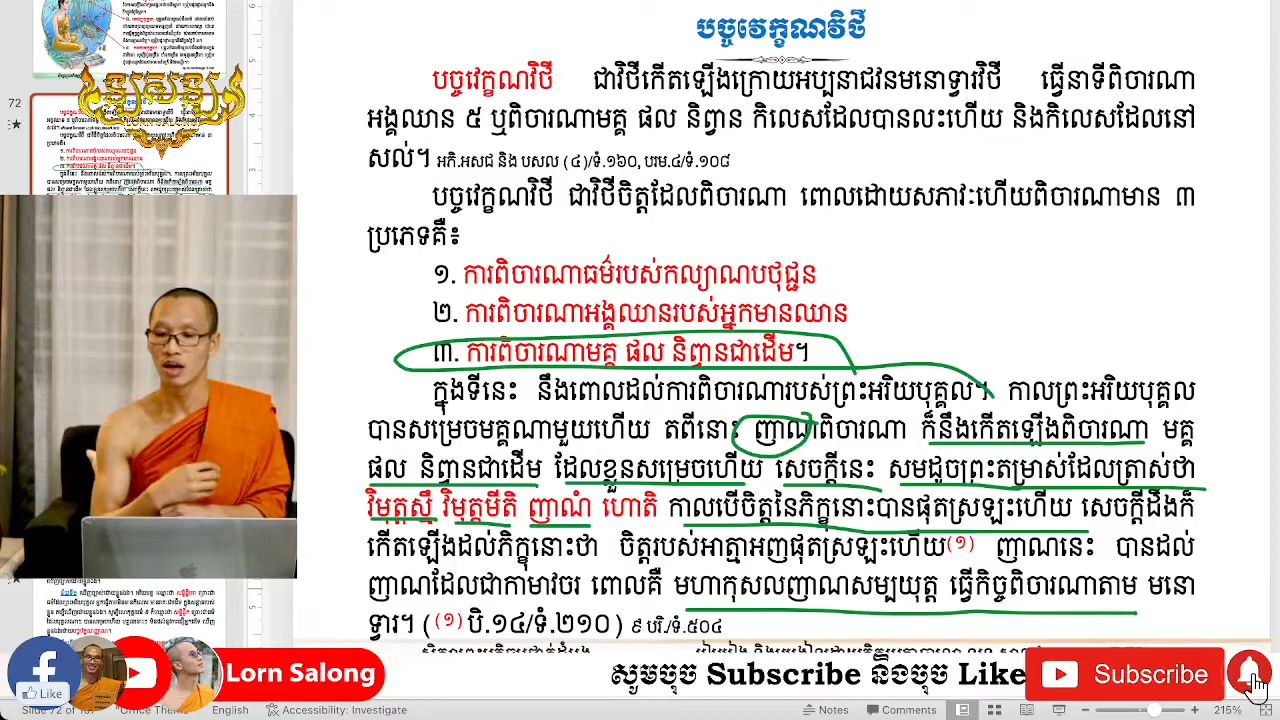 បច្ចវេក្ខណវិថី
បច្ចវេក្ខណវិថី ជាវិថីកើតឡើងក្រោយអប្បនាជវនមនោទ្វារវិថី ធ្វើនាទីពិចារណា
អង្គឈាន ៥ ឬពិចារណាមគ្គ ផល និព្វាន កិលេសដែលបានលះហើយ និងកិលេសដែលនៅ
សល់។ អភិ.អសជ និង បសល (៤)/ទំ.១៦០, បរម.៤/ទំ.១០៨
បច្ចវេក្ខណវិថី ជាវិថីចិត្តដែលពិចារណា ពោលដោយសភាវៈហើយពិចារណាមាន ៣
ប្រភេទគឺ៖
១. ការពិចារណាធម៌របស់កល្យាណបថុជ្ជន
២. ការពិចារណាអង្គឈានរបស់អ្នកមានឈាន
៣. ការពិចារណាមគ្គ ផល និព្វានជាដើម។
ក្នុងទីនេះ នឹងពោលដល់ការពិចារណារបស់ព្រះអរិយបុគ្គល។ កាលព្រះអរិយបុគ្គល
បានសម្រេចមគ្គណាមួយហើយ តពីនោះ ញាណពិចារណា ក៏នឹងកើតឡើងពិចារណា មគ្គ
ផល និព្វានជាដើម ដែលខ្លួនសម្រេចហើយ សេចក្តីនេះ សមដូចព្រះតម្រាស់ដែលត្រាស់ថា
វិមុត្តស្មឹ វិមុត្តមីតិ ញាណំ ហោតិ កាលបើចិត្តនៃភិក្ខុនោះបានផុតស្រឡះហើយ សេចក្តីដឹងក៏
កើតឡើងដល់ភិក្ខុនោះថា ចិត្តរបស់អាត្មាអញផុតស្រឡះហើយ(១) ញាណនេះ បានដល់
ញាណដែលជាកាមាវចរ ពោលគឺ មហាកុសលញាណសម្បយុត្ត ធ្វើកិច្ចពិចារណាតាម មនោ
ទ្វារ។ ((១) បិ.១៤/ទំ.២១០) ៩ បរិ./ទំ.៥០៤
72
Like
Lorn Salong
សូមចុច Subscribe និងចុច Like
Subscribe
English
Accessibility: Investigate
Notes
Comments
215%